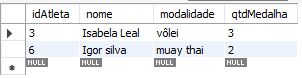 idAtleta nome modalidade qtdMedalha
3 Isabela Leal vôlei 3
6 Igor silva muay thai 2
NULL NULL NULL NULL